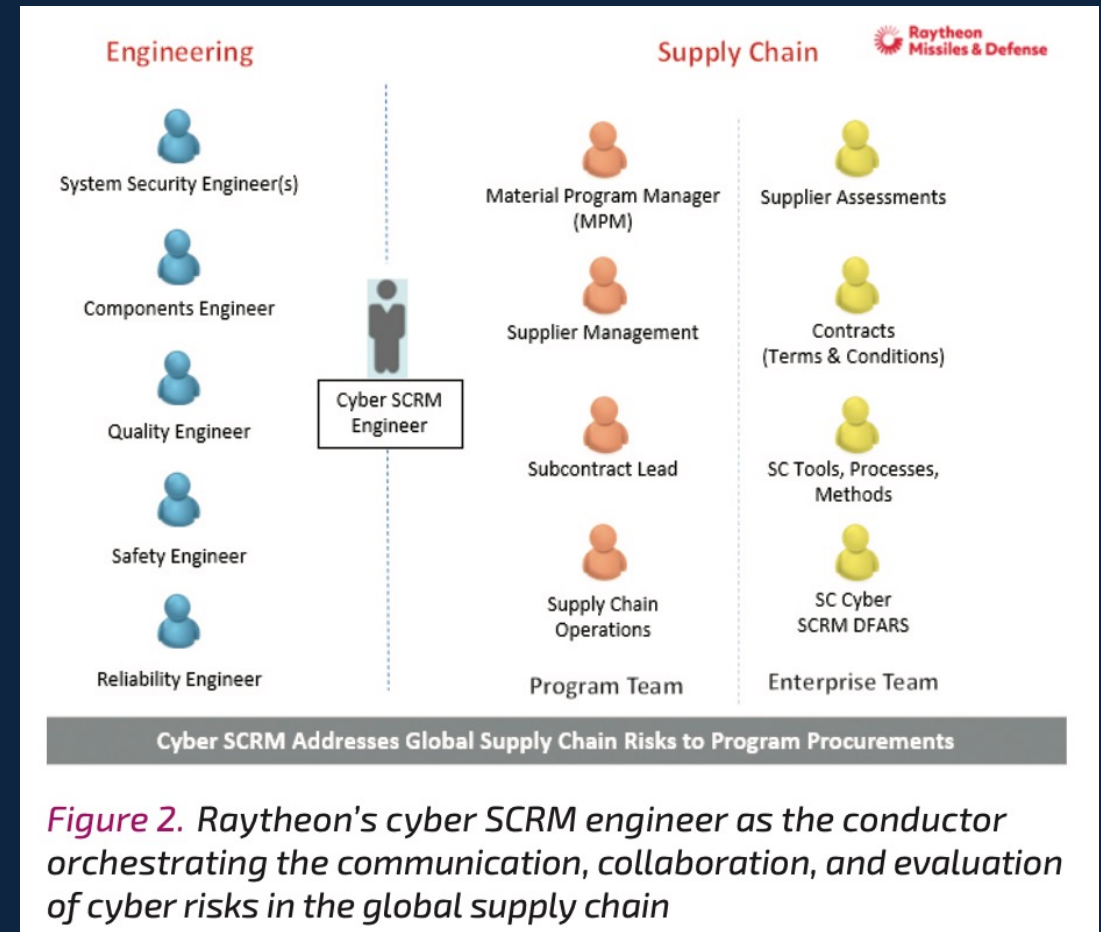 Engineering
Supply Chain
Raytheon
Missiles & Defense
System Security Engineer(s)
Components Engineer
Quality Engineer
Safety Engineer
Reliability Engineer
Cyber SCRM
Engineer
Material Program Manager
(MPM)
Supplier Management
Subcontract Lead
Supply Chain
Operations
Program Team
Supplier Assessments
Contracts
(Terms & Conditions)
SC Tools, Processes,
Methods
SC Cyber
SCRM DFARS
Enterprise Team
Cyber SCRM Addresses Global Supply Chain Risks to Program Procurements
Figure 2. Raytheon's cyber SCRM engineer as the conductor
orchestrating the communication, collaboration, and evaluation
of cyber risks in the global supply chain